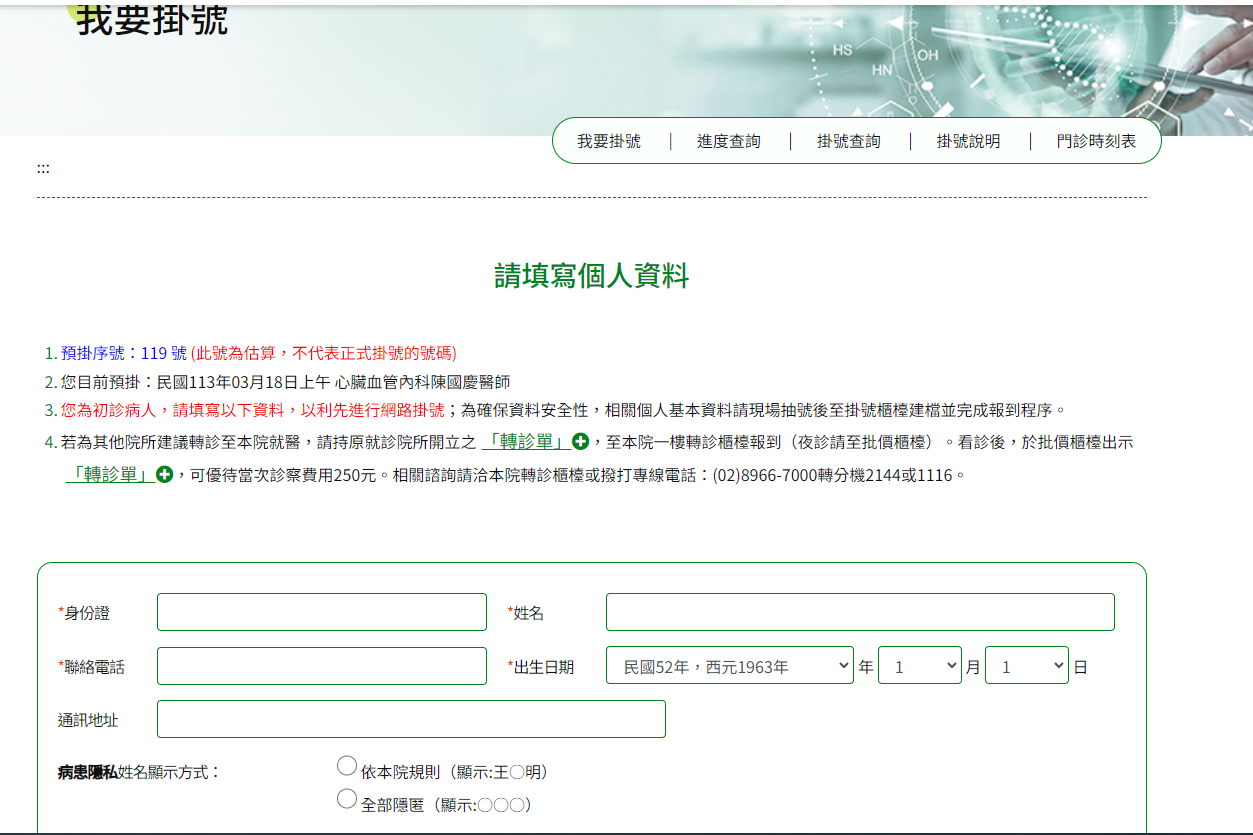 我要掛號
HS
HN
OH
我要掛號 | 進度查詢 | 掛號查詢 | 掛號說明 | 門診時刻表
:::
請填寫個人資料
1. 預掛序號：119 號 (此號為估算，不代表正式掛號的號碼)
2. 您目前預掛：民國113年03月18日上午 心臟血管內科陳國慶醫師
3. 您為初診病人，請填寫以下資料，以利先進行網路掛號；為確保資料安全性，相關個人基本資料請現場抽號後至掛號櫃檯建檔並完成報到程序。
4. 若為其他院所建議轉診至本院就醫，請持原就診院所開立之 「轉診單」，至本院一樓轉診櫃檯報到（夜診請至批價櫃檯）。看診後，於批價櫃檯出示
「轉診單」，可優待當次診察費用250元。相關諮詢請洽本院轉診櫃檯或撥打專線電話：(02)8966-7000轉分機2144或1116。
*身份證 *姓名
*聯絡電話 *出生日期 民國52年，西元1963年 年 1 月 1 日
通訊地址
病患隱私姓名顯示方式： 依本院規則（顯示:王○明）
全部隱匿（顯示:○○○）